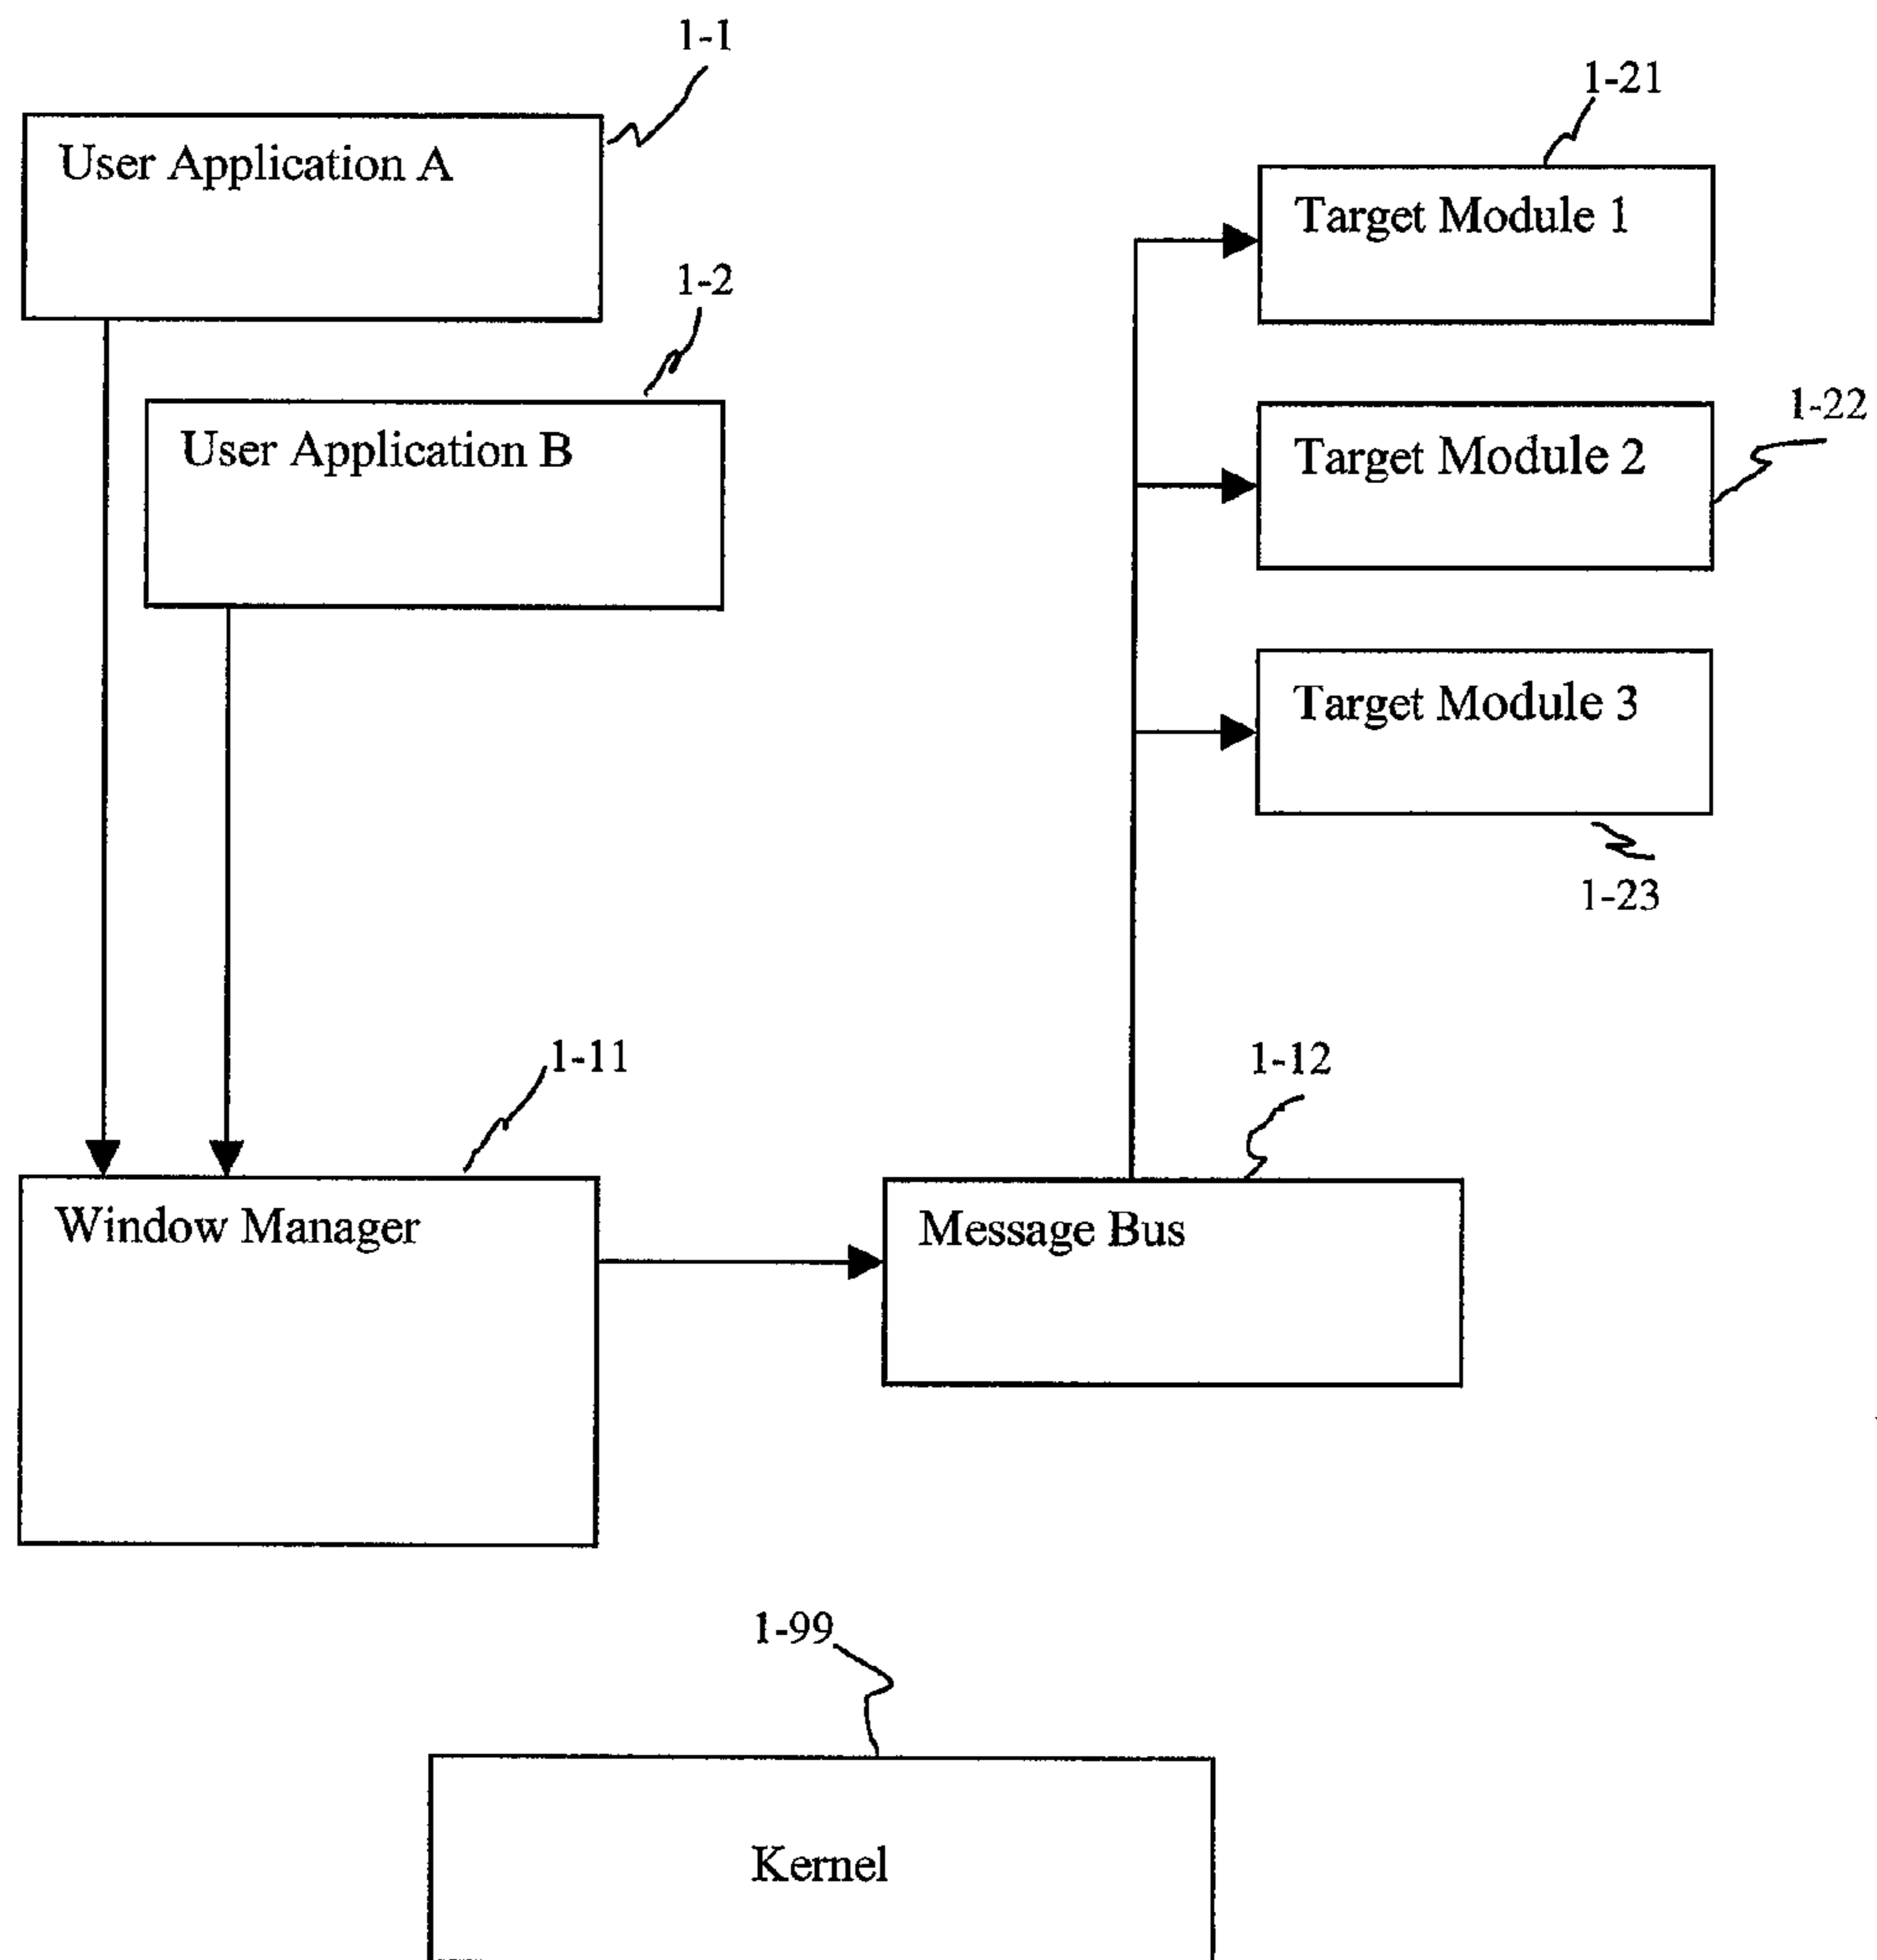 1-1
User Application A
1-2
User Application B
1-21
Target Module 1
1-22
Target Module 2
Target Module 3
1-23
1-11
Window Manager
1-12
Message Bus
1-99
Kernel